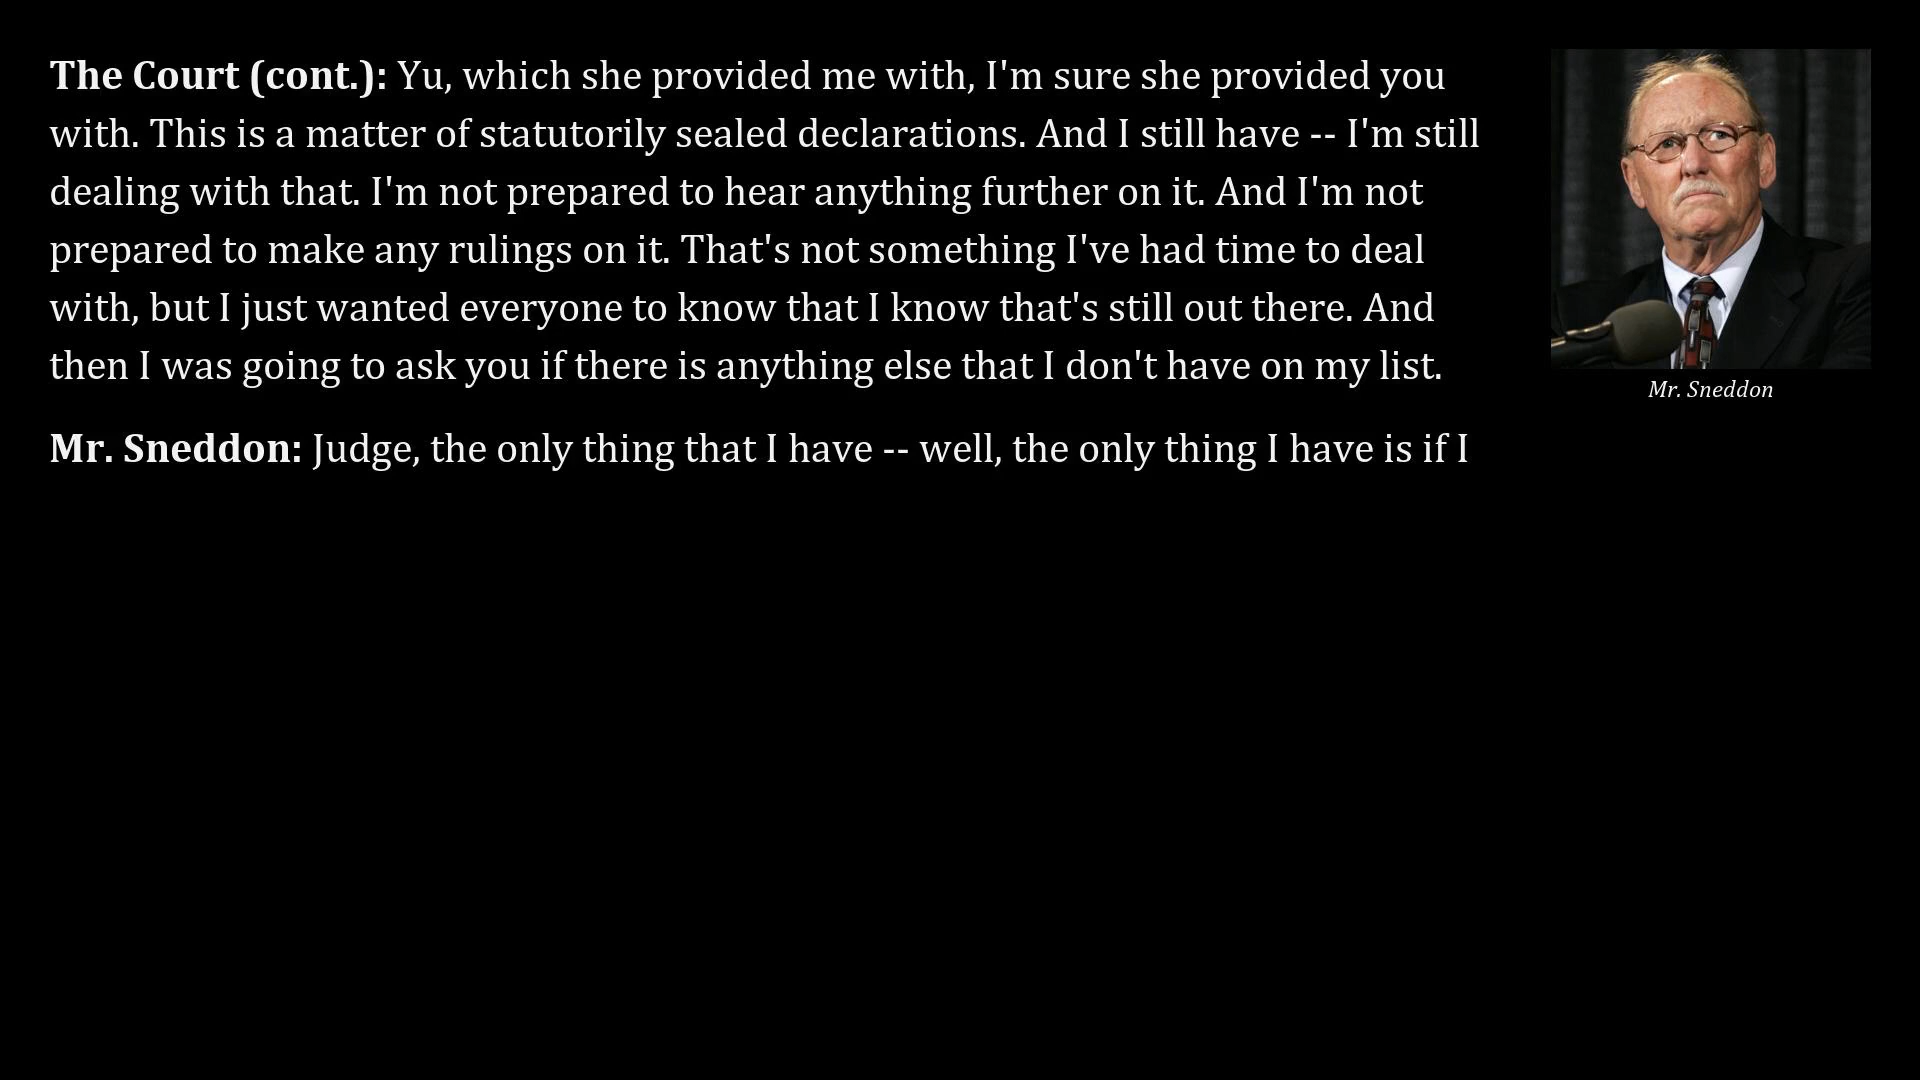 The Court (cont.): Yu, which she provided me with, I'm sure she provided you
with. This is a matter of statutorily sealed declarations. And I still have -- I'm still
dealing with that. I'm not prepared to hear anything further on it. And I'm not
prepared to make any rulings on it. That's not something I've had time to deal
with, but I just wanted everyone to know that I know that's still out there. And
then I was going to ask you if there is anything else that I don't have on my list.
Mr. Sneddon: Judge, the only thing that I have -- well, the only thing I have is if I
Mr. Sneddon